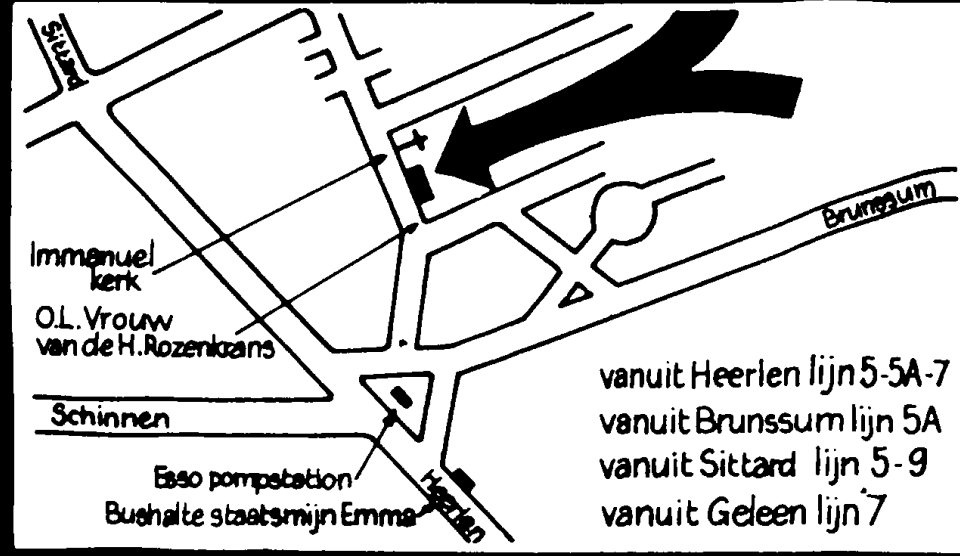 Sittard
Brunssum
Immanuel
kerk
O.L. Vrouw
van de H. Rozenkrans
Schinnen
Esso pompstation
Bushalte staatsmijn Emma
Heerlen
vanuit Heerlen lijn 5-5A-7
vanuit Brunssum lijn 5A
vanuit Sittard lijn 5-9
vanuit Geleen lijn 7